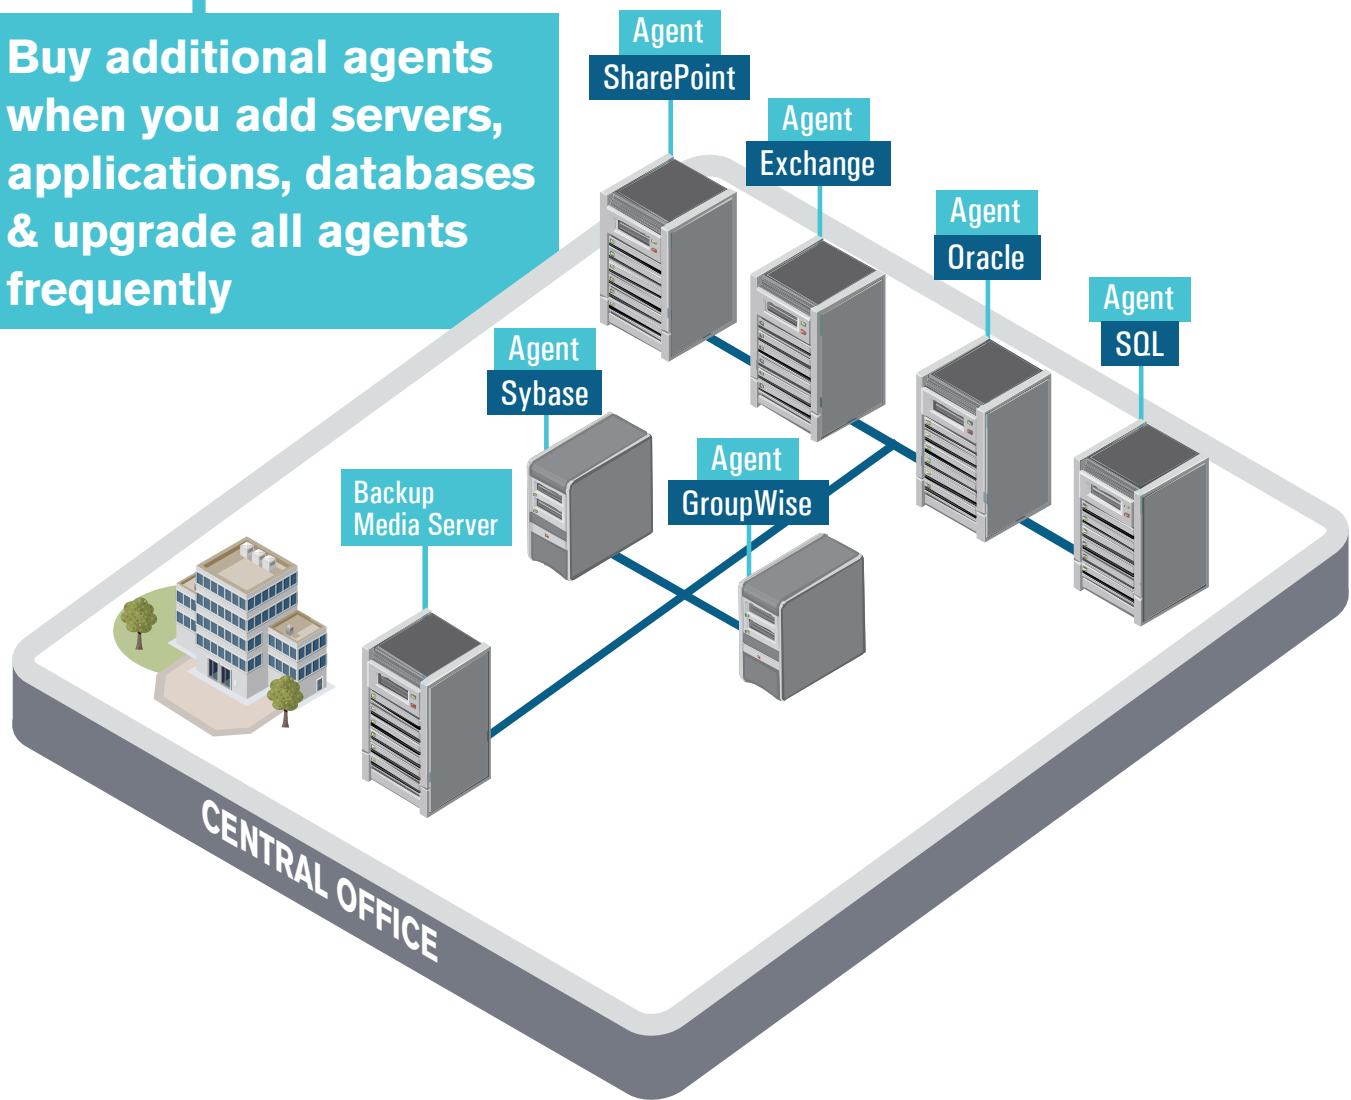 Buy additional agents
when you add servers,
applications, databases
& upgrade all agents
frequently
Agent
SharePoint
Agent
Exchange
Agent
Oracle
Agent
SQL
Agent
Sybase
Agent
GroupWise
Backup
Media Server
CENTRAL OFFICE